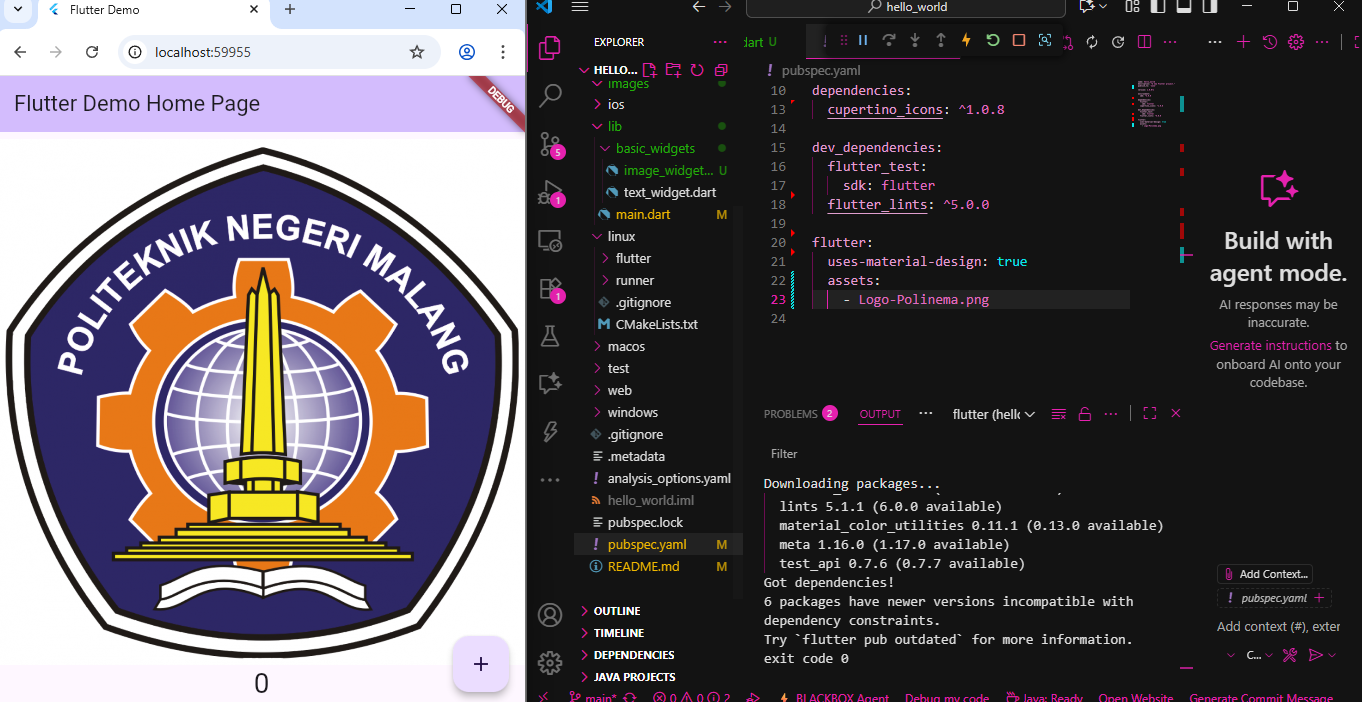 Flutter Demo
localhost:59955
Flutter Demo Home Page
DEBUG
POLITEKNIK NEGERI MALANG
0
hello_world
EXPLORER
HELLO...
images
ios
lib
basic_widgets
image_widget... U
text_widget.dart
main.dart M
linux
flutter
runner
.gitignore
CMakeLists.txt
macos
test
web
windows
.gitignore
.metadata
analysis_options.yaml
hello_world.iml
pubspec.lock
pubspec.yaml M
README.md M
OUTLINE
TIMELINE
DEPENDENCIES
JAVA PROJECTS
5
1
1
dart U
pubspec.yaml
10 dependencies:
13 cupertino_icons: ^1.0.8
14
15 dev_dependencies:
16 flutter_test:
17 sdk: flutter
18 flutter_lints: ^5.0.0
19
20 flutter:
21 uses-material-design: true
22 assets:
23 - Logo-Polinema.png
24
PROBLEMS 2 OUTPUT ... flutter (hello
Filter
Downloading packages...
lints 5.1.1 (6.0.0 available)
material_color_utilities 0.11.1 (0.13.0 available)
meta 1.16.0 (1.17.0 available)
test_api 0.7.6 (0.7.7 available)
Got dependencies!
6 packages have newer versions incompatible with
dependency constraints.
Try `flutter pub outdated` for more information.
exit code 0
Build with
agent mode.
AI responses may be
inaccurate.
Generate instructions to
onboard AI onto your
codebase.
Add Context...
pubspec.yaml
Add context (#), exter
C...
main* 0 0 2 BLACKBOX Agent Debug my code Java: Ready Open Website Generate Commit Message